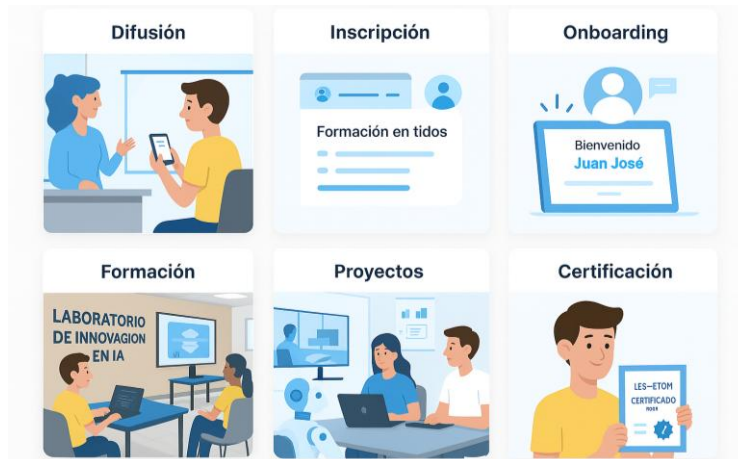 Difusión
Inscripción
Onboarding
Formación en tidos
Bienvenido
Juan José
Formación
Proyectos
Certificación
LABORATORIO
DE INNOVAGION
EN IA
LES–ETOM
CERTIFICADO